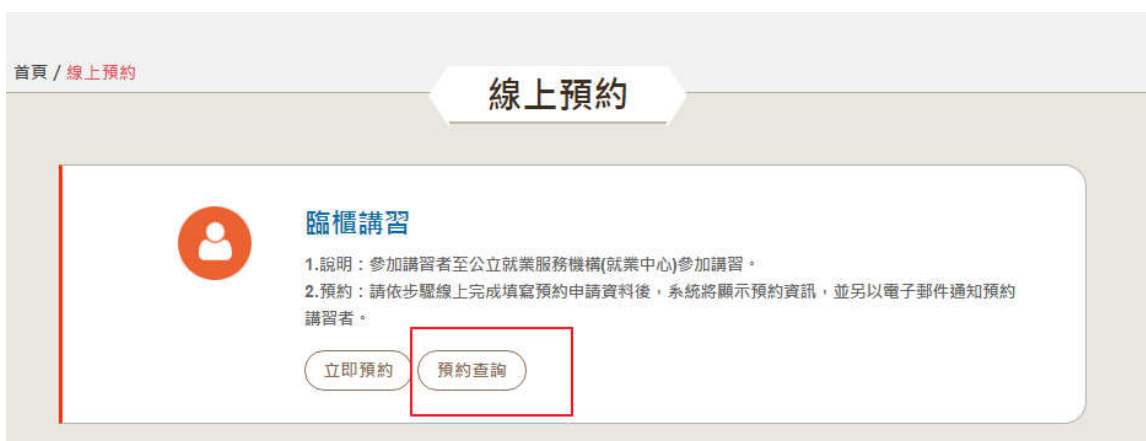 首頁 / 線上預約
線上預約
臨櫃講習
1.說明：參加講習者至公立就業服務機構(就業中心)參加講習。
2.預約：請依步驟線上完成填寫預約申請資料後，系統將顯示預約資訊，並另以電子郵件通知預約
講習者。
立即預約 預約查詢